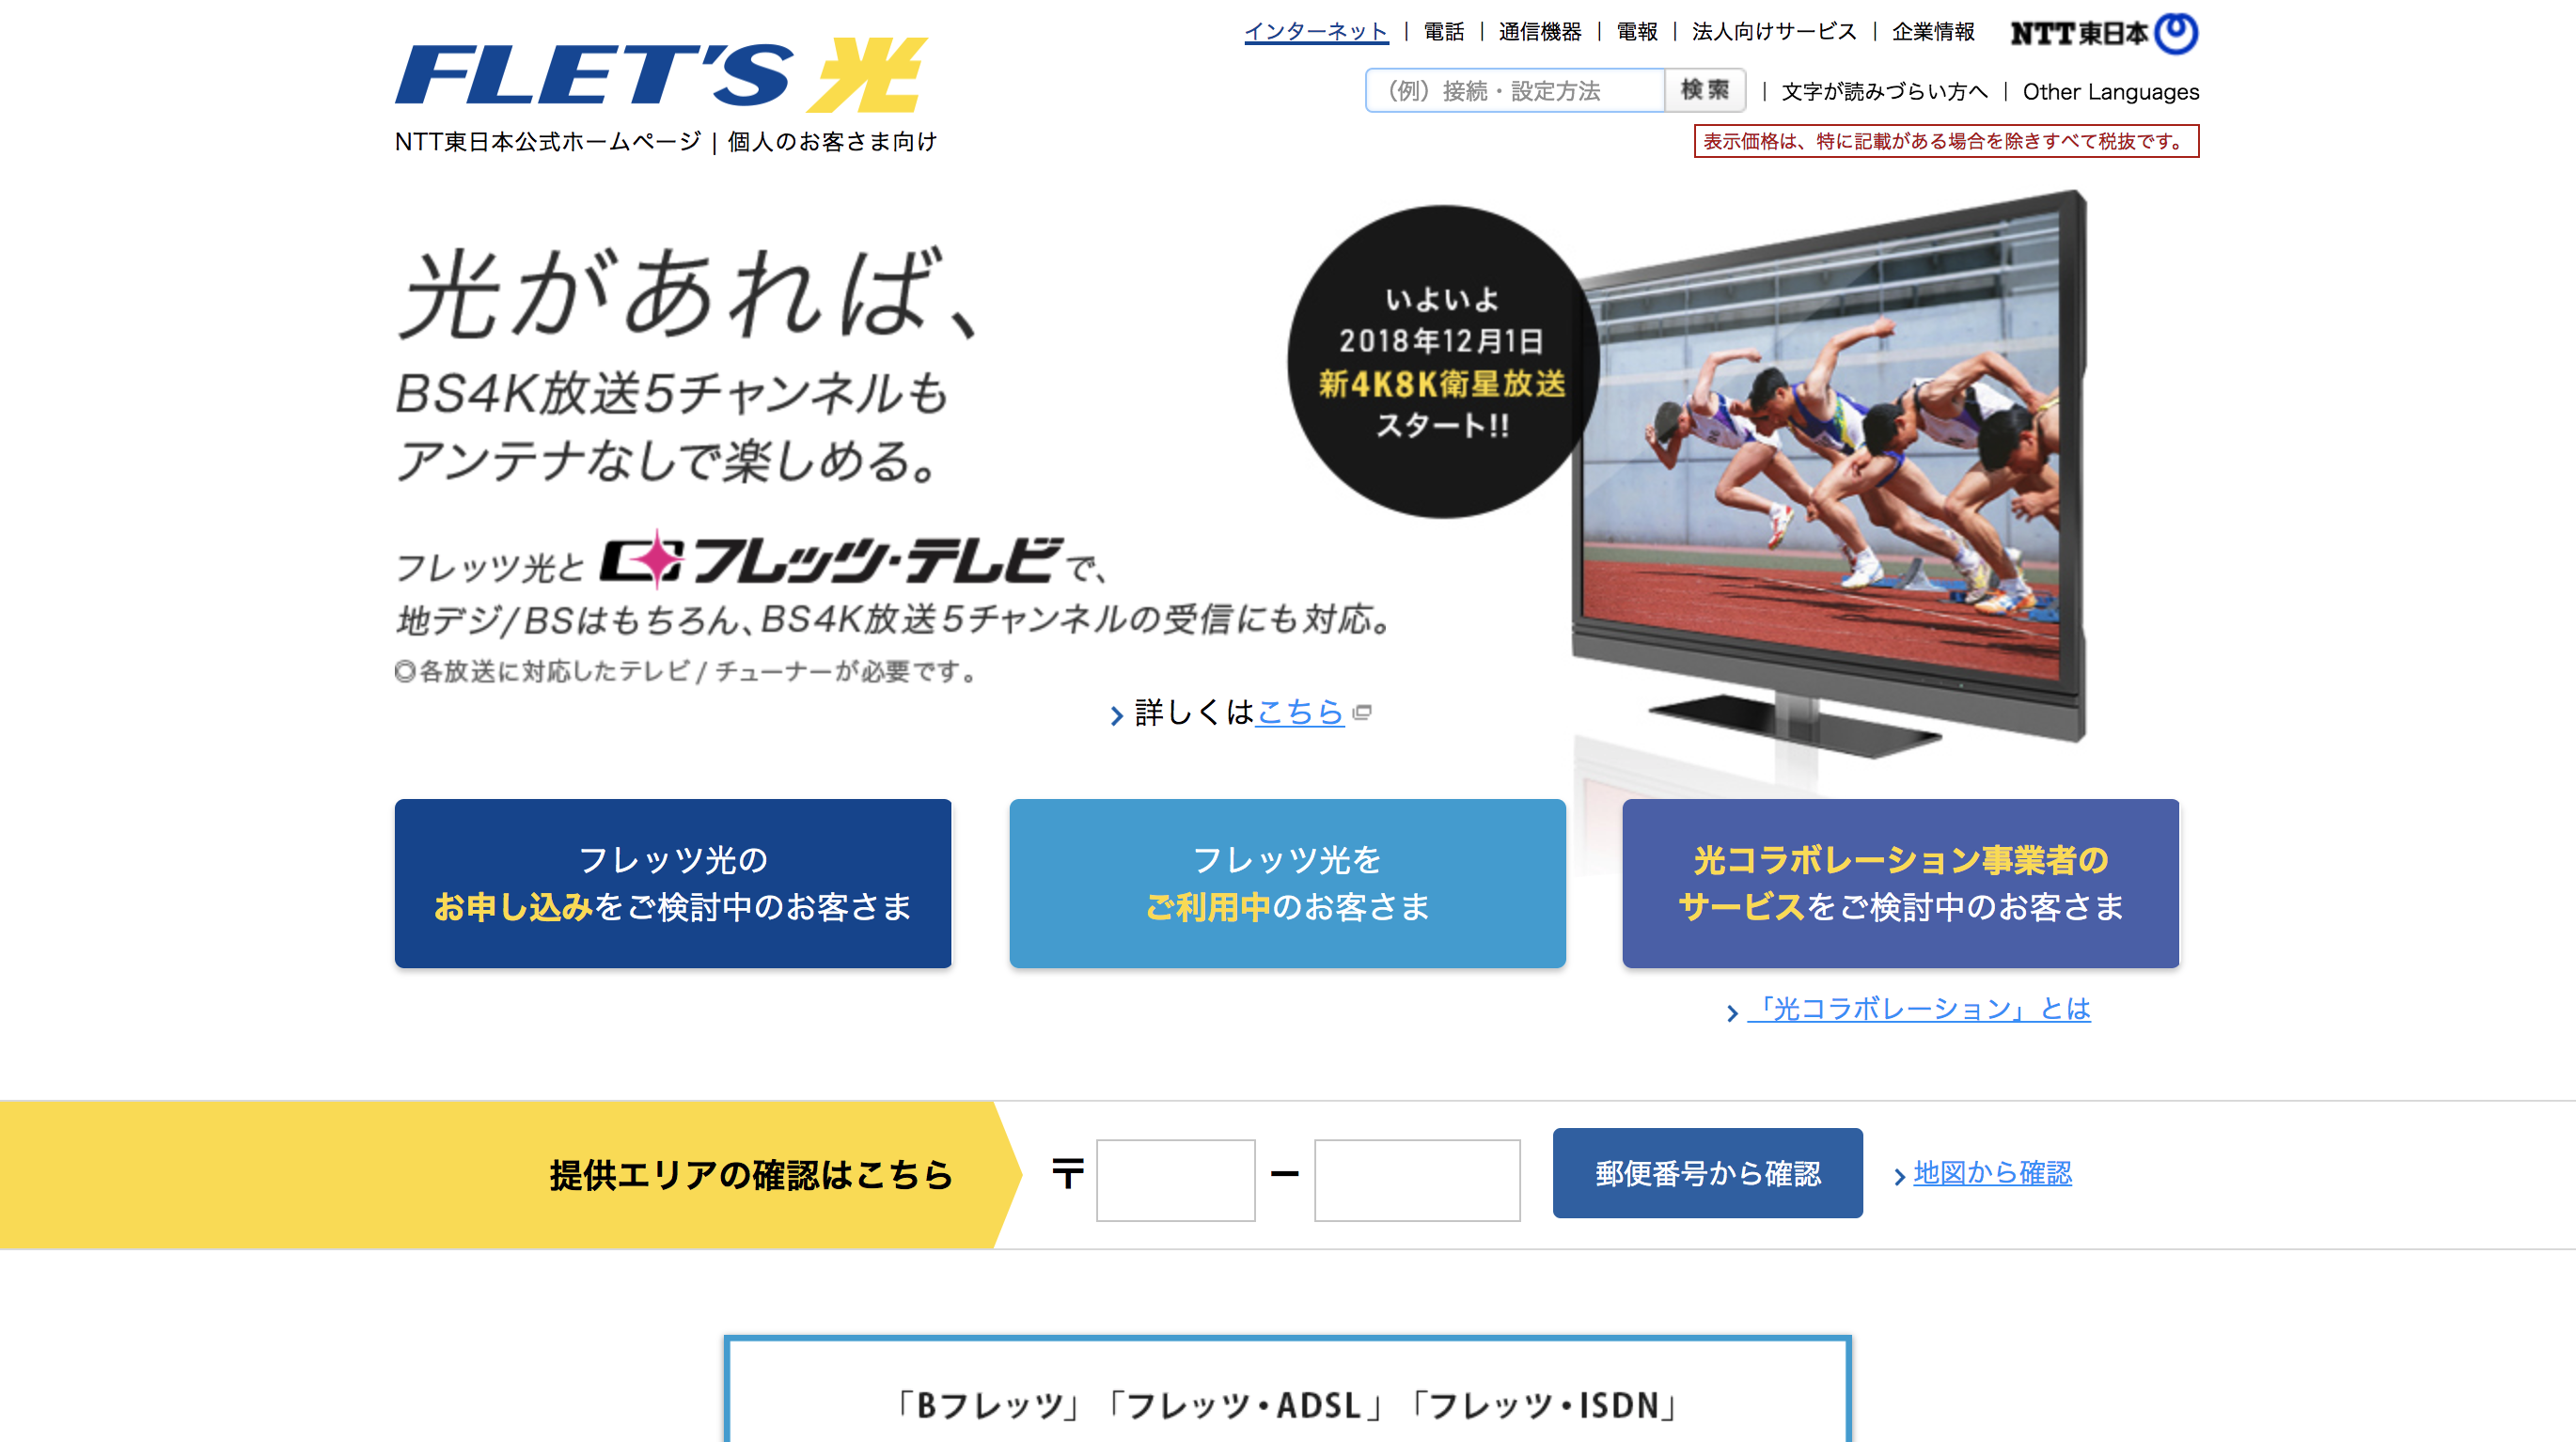 FLET'S 光
NTT東日本公式ホームページ | 個人のお客さま向け
インターネット | 電話 | 通信機器 | 電報 | 法人向けサービス | 企業情報
NTT東日本
（例）接続・設定方法
検索
| 文字が読みづらい方へ | Other Languages
表示価格は、特に記載がある場合を除きすべて税抜です。
光があれば、
BS4K放送5チャンネルも
アンテナなしで楽しめる。
フレッツ光と フレッツ・テレビ で、
地デジ/BSはもちろん、BS4K放送5チャンネルの受信にも対応。
◎各放送に対応したテレビ/チューナーが必要です。
詳しくはこちら
いよいよ
2018年12月1日
新4K8K衛星放送
スタート!!
フレッツ光の
お申し込みをご検討中のお客さま
フレッツ光を
ご利用中のお客さま
光コラボレーション事業者の
サービスをご検討中のお客さま
「光コラボレーション」とは
提供エリアの確認はこちら
〒 －
郵便番号から確認
地図から確認
「Bフレッツ」「フレッツ・ADSL」「フレッツ・ISDN」